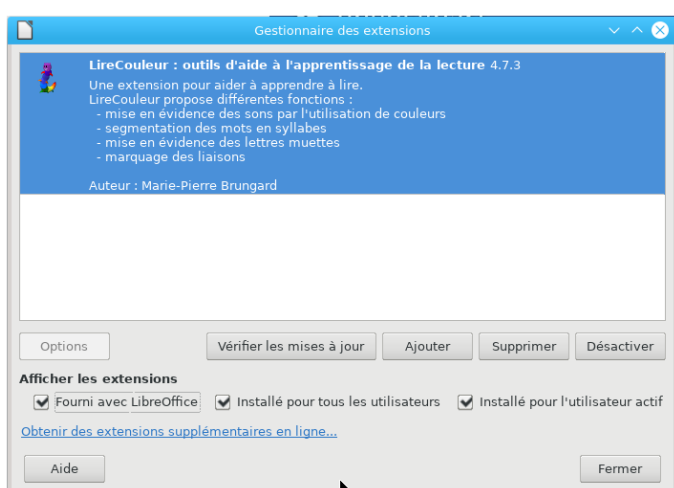 Gestionnaire des extensions
LireCouleur : outils d'aide à l'apprentissage de la lecture 4.7.3
Une extension pour aider à apprendre à lire.
LireCouleur propose différentes fonctions :
- mise en évidence des sons par l'utilisation de couleurs
- segmentation des mots en syllabes
- mise en évidence des lettres muettes
- marquage des liaisons
Auteur : Marie-Pierre Brungard
Options Vérifier les mises à jour Ajouter Supprimer Désactiver
Afficher les extensions
Fourni avec LibreOffice Installé pour tous les utilisateurs Installé pour l'utilisateur actif
Obtenir des extensions supplémentaires en ligne...
Aide Fermer